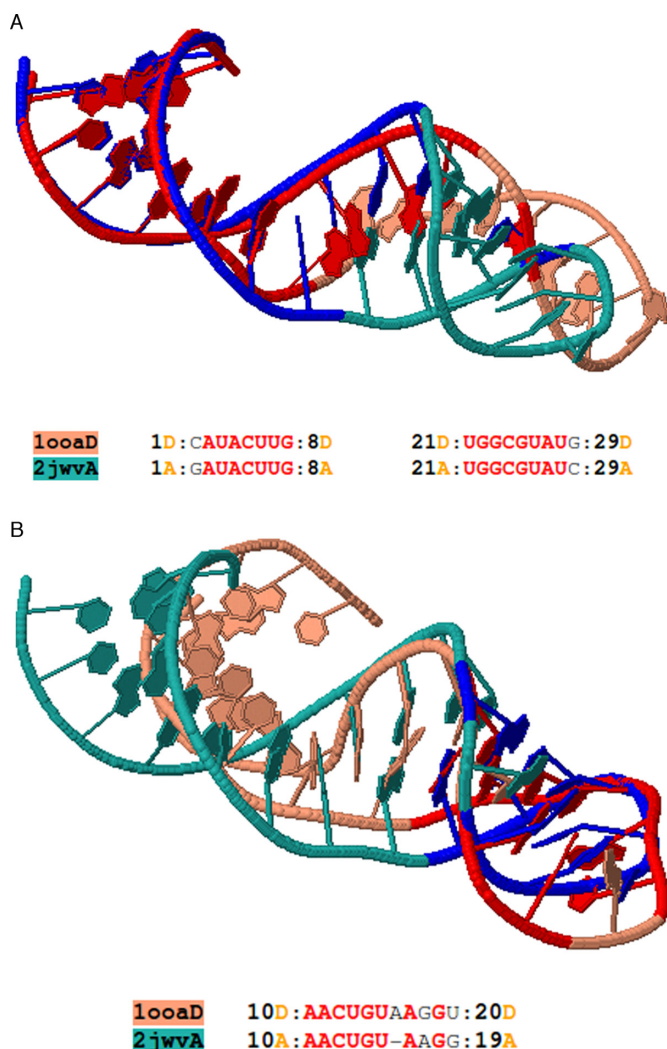 A
1ooaD 1D:CAUACUUG:8D 21D:UGGCGUAUG:29D
2jwvA 1A:GAUACUUG:8A 21A:UGGCGUAUC:29A
B
1ooaD 10D:AACUGUAAGGU:20D
2jwvA 10A:AACUGU-AAGG:19A